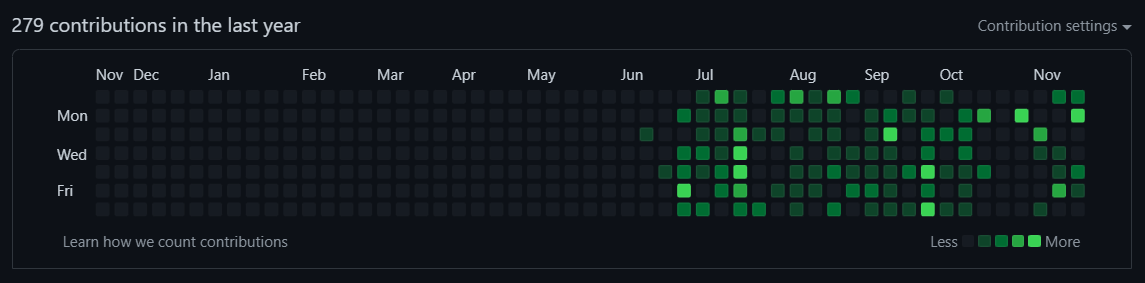 279 contributions in the last year
Contribution settings
Nov Dec Jan Feb Mar Apr May Jun Jul Aug Sep Oct Nov
Mon
Wed
Fri
Learn how we count contributions
Less More